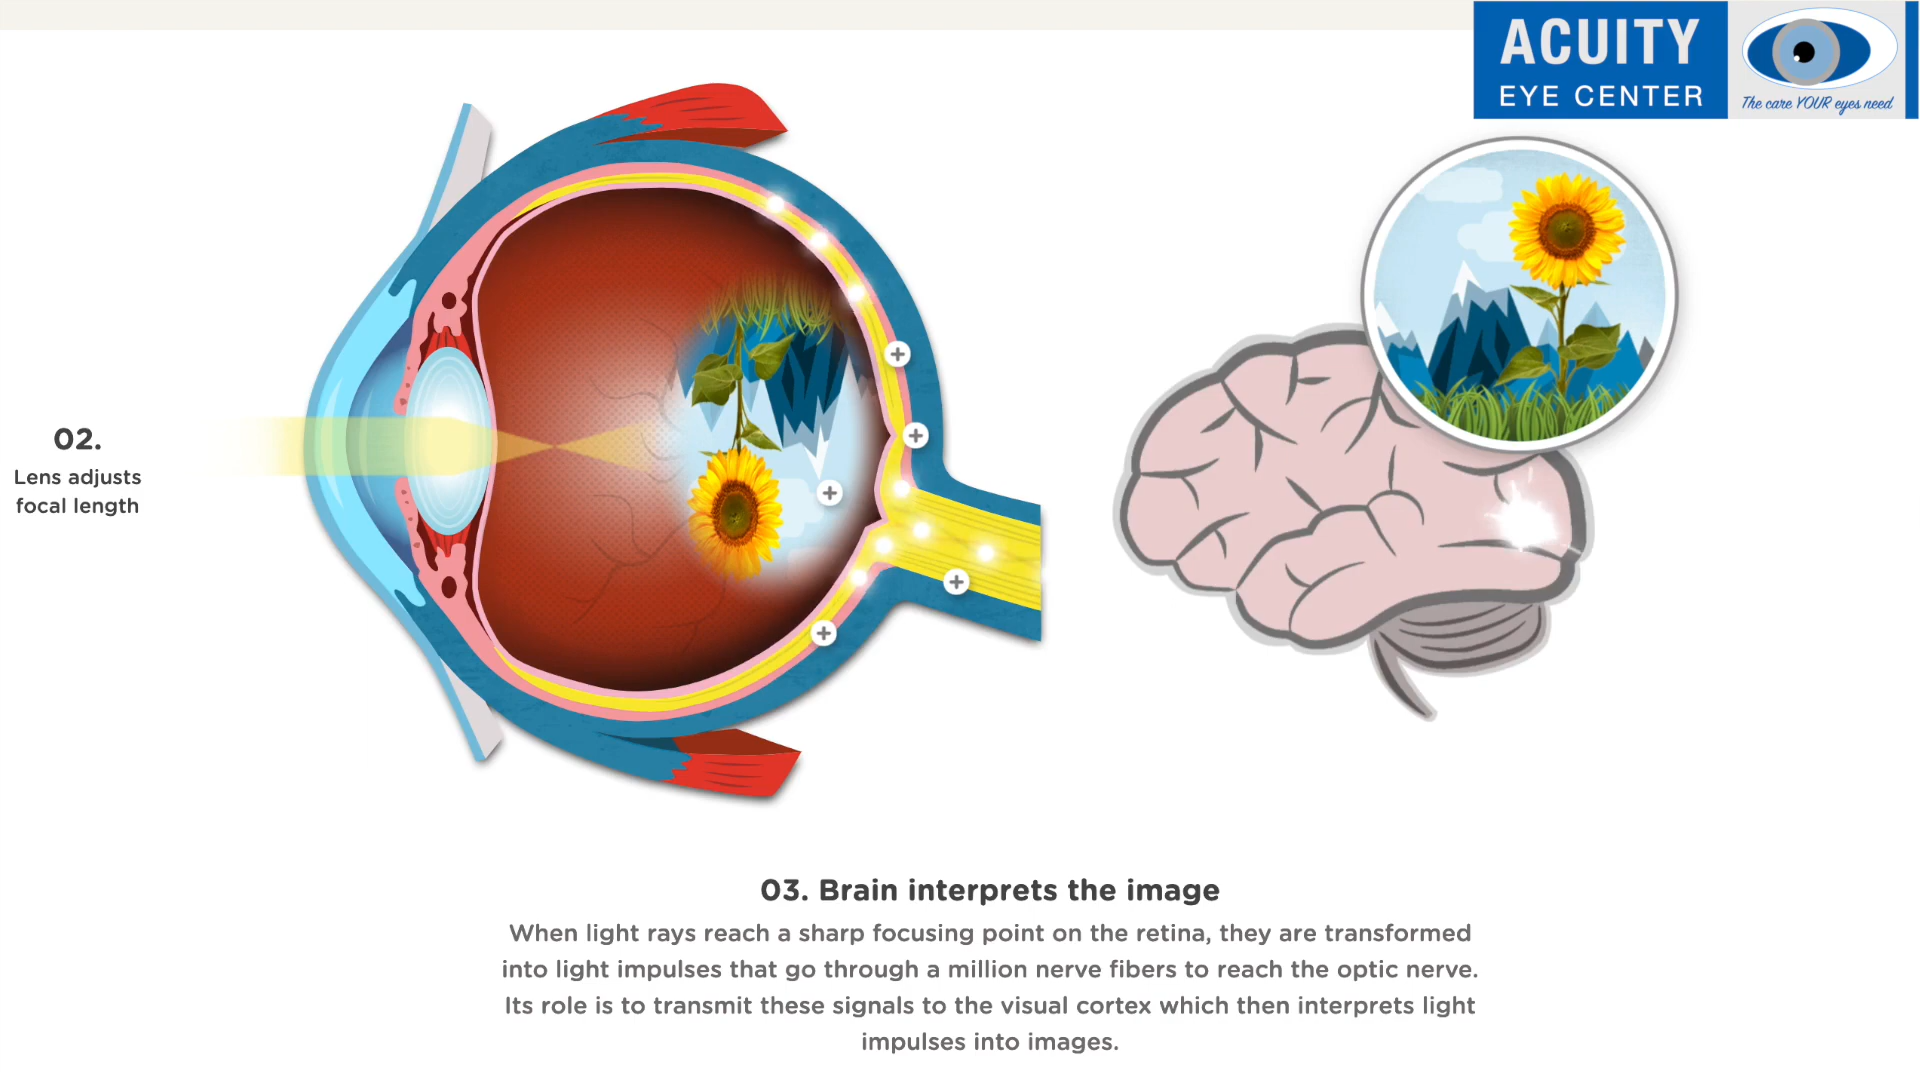 ACUITY
EYE CENTER
The care YOUR eyes need
02.
Lens adjusts
focal length
03. Brain interprets the image
When light rays reach a sharp focusing point on the retina, they are transformed
into light impulses that go through a million nerve fibers to reach the optic nerve.
Its role is to transmit these signals to the visual cortex which then interprets light
impulses into images.